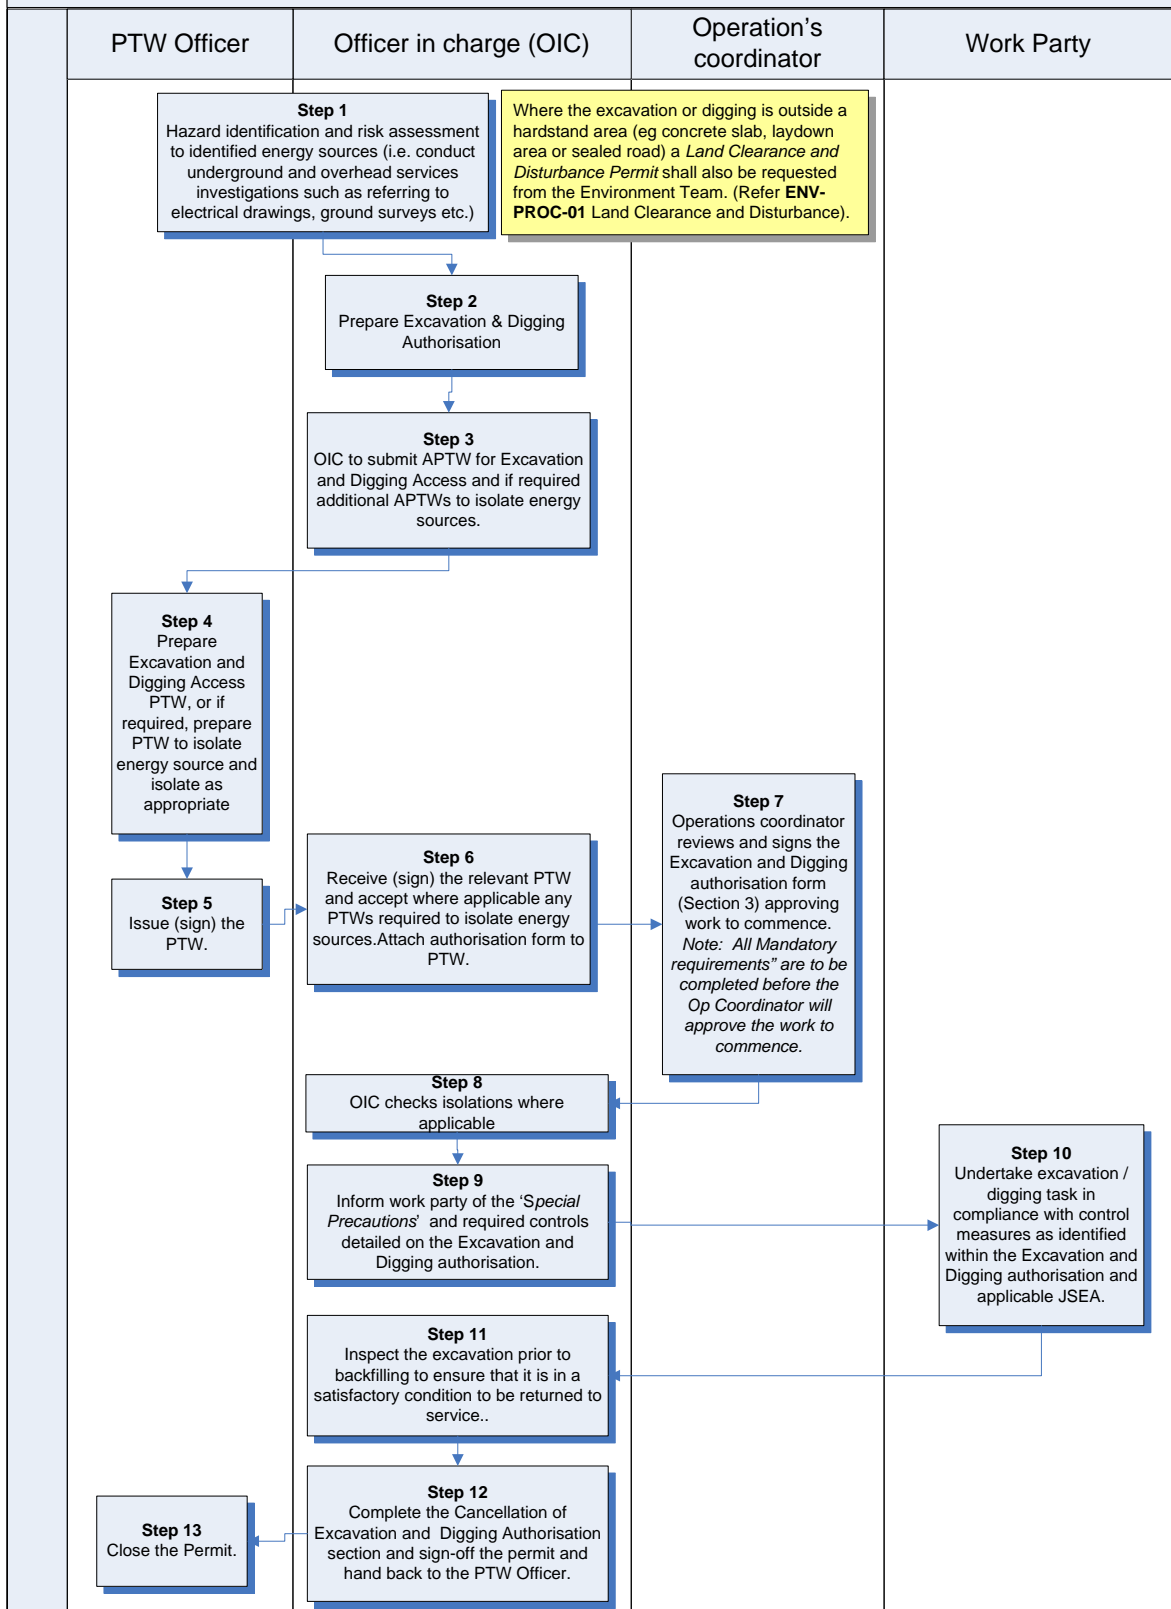 PTW Officer
Officer in charge (OIC)
Operation's
coordinator
Work Party
Step 1
Hazard identification and risk assessment
to identified energy sources (i.e. conduct
underground and overhead services
investigations such as referring to
electrical drawings, ground surveys etc.)
Where the excavation or digging is outside a
hardstand area (eg concrete slab, laydown
area or sealed road) a Land Clearance and
Disturbance Permit shall also be requested
from the Environment Team. (Refer ENV-
PROC-01 Land Clearance and Disturbance).
Step 2
Prepare Excavation & Digging
Authorisation
Step 3
OIC to submit APTW for Excavation
and Digging Access and if required
additional APTWs to isolate energy
sources.
Step 4
Prepare
Excavation and
Digging Access
PTW, or if
required, prepare
PTW to isolate
energy source and
isolate as
appropriate
Step 5
Issue (sign) the
PTW.
Step 6
Receive (sign) the relevant PTW
and accept where applicable any
PTWs required to isolate energy
sources.Attach authorisation form to
PTW.
Step 7
Operations coordinator
reviews and signs the
Excavation and Digging
authorisation form
(Section 3) approving
work to commence.
Note: All Mandatory
requirements" are to be
completed before the
Op Coordinator will
approve the work to
commence.
Step 8
OIC checks isolations where
applicable
Step 9
Inform work party of the ‘Special
Precautions’ and required controls
detailed on the Excavation and
Digging authorisation.
Step 10
Undertake excavation /
digging task in
compliance with control
measures as identified
within the Excavation and
Digging authorisation and
applicable JSEA.
Step 11
Inspect the excavation prior to
backfilling to ensure that it is in a
satisfactory condition to be returned to
service..
Step 12
Complete the Cancellation of
Excavation and Digging Authorisation
section and sign-off the permit and
hand back to the PTW Officer.
Step 13
Close the Permit.